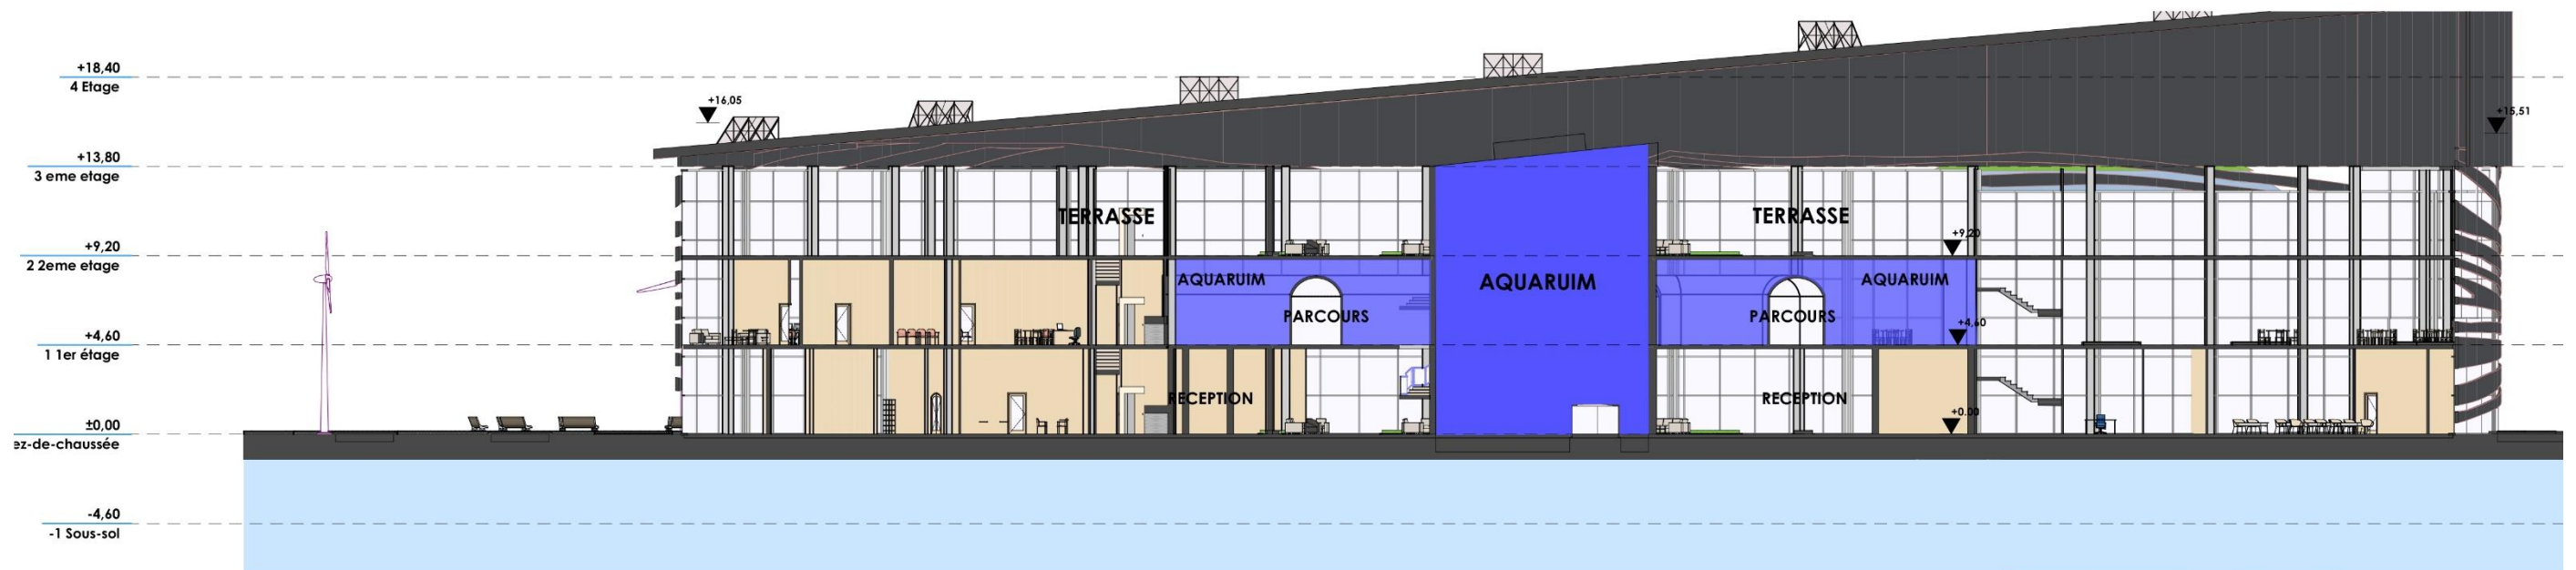 +18,40
4 Etage
+16,05
+15,51
+13,80
3 eme etage
TERRASSE
TERRASSE
+9,20
+9,20
2 2eme etage
AQUARUIM
AQUARUIM
AQUARUIM
PARCOURS
PARCOURS
+4,60
+4,60
1 1er étage
RECEPTION
RECEPTION
+0.00
±0,00
ez-de-chaussée
-4,60
-1 Sous-sol